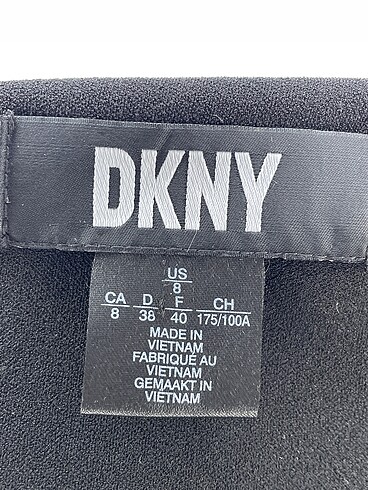 DKNY
US
8
CA D F CH
8 38 40 175/100A
MADE IN
VIETNAM
FABRIQUÉ AU
VIETNAM
GEMAAKT IN
VIETNAM